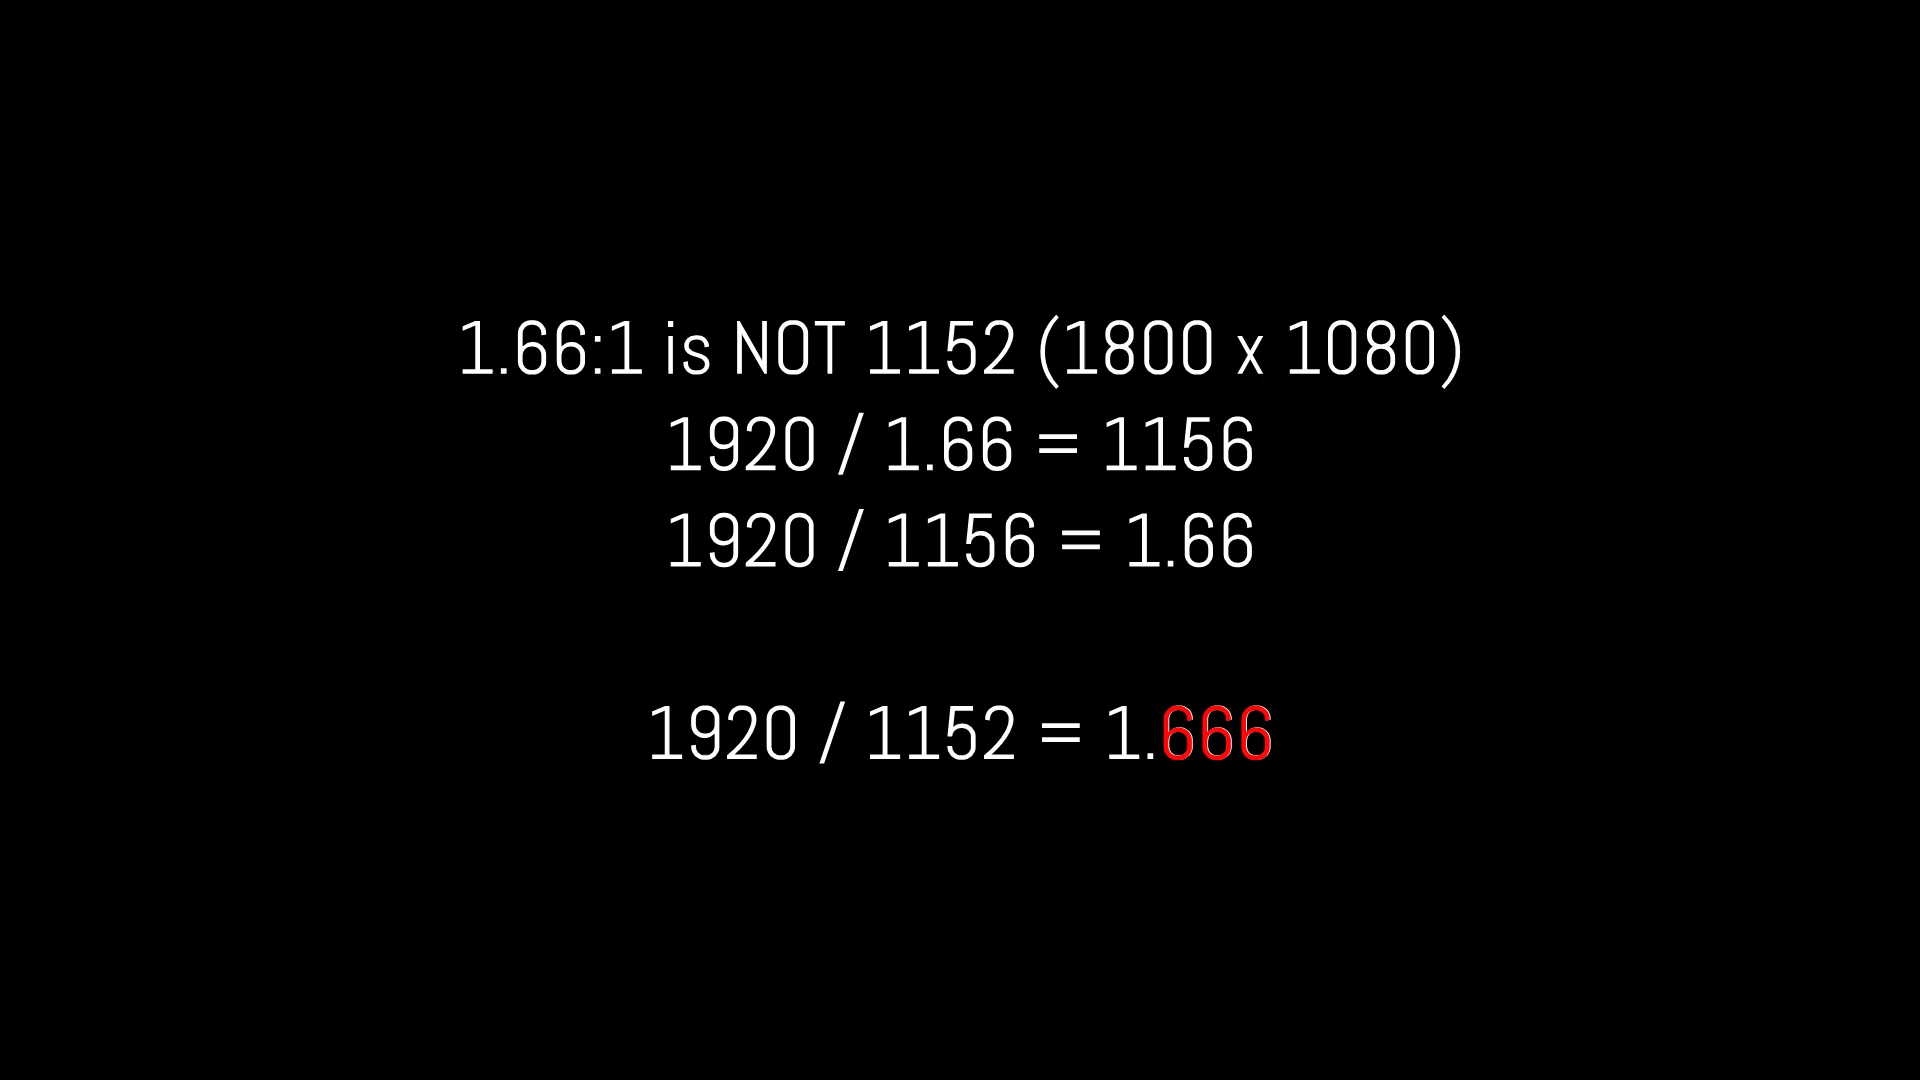 1.66:1 is NOT 1152 (1800 x 1080)
1920 / 1.66 = 1156
1920 / 1156 = 1.66
1920 / 1152 = 1.666